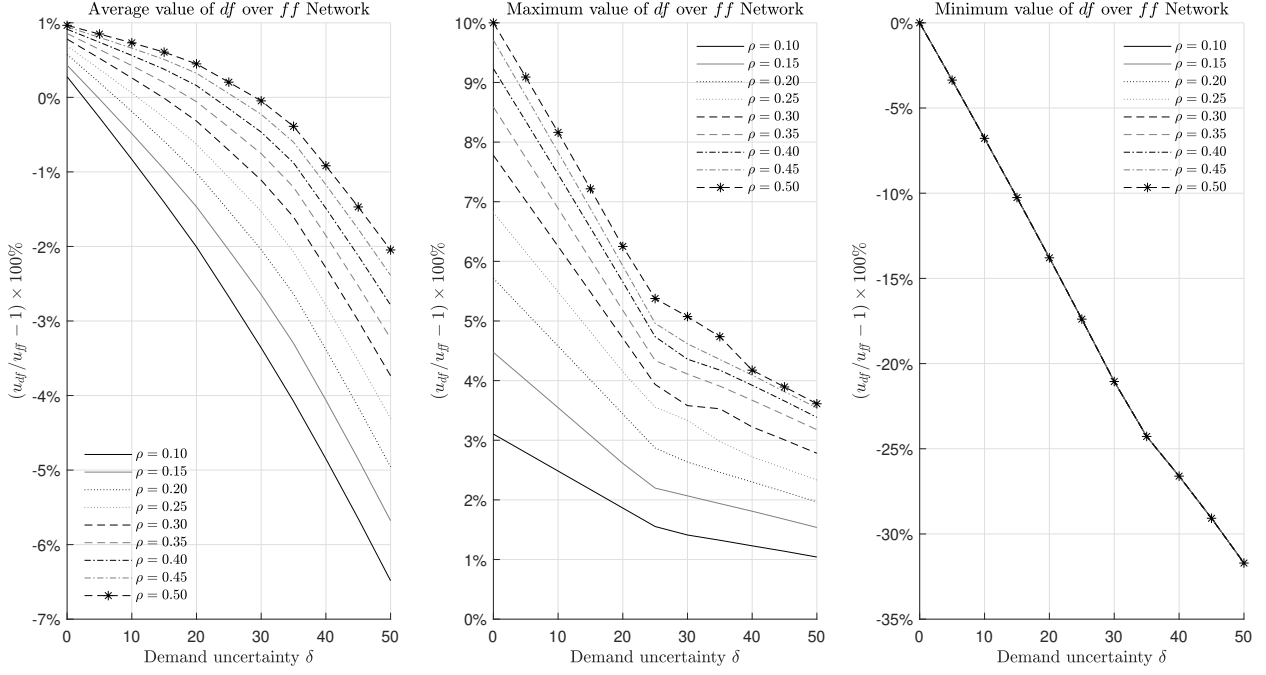 Average value of df over ff Network
1%
0%
-1%
-2%
-3%
-4%
-5%
-6%
-7%
(u_df/u_ff − 1) × 100%
ρ = 0.10
ρ = 0.15
ρ = 0.20
ρ = 0.25
ρ = 0.30
ρ = 0.35
ρ = 0.40
ρ = 0.45
ρ = 0.50
0 10 20 30 40 50
Demand uncertainty δ
Maximum value of df over ff Network
10%
9%
8%
7%
6%
5%
4%
3%
2%
1%
0%
(u_df/u_ff − 1) × 100%
ρ = 0.10
ρ = 0.15
ρ = 0.20
ρ = 0.25
ρ = 0.30
ρ = 0.35
ρ = 0.40
ρ = 0.45
ρ = 0.50
0 10 20 30 40 50
Demand uncertainty δ
Minimum value of df over ff Network
0%
-5%
-10%
-15%
-20%
-25%
-30%
-35%
(u_df/u_ff − 1) × 100%
ρ = 0.10
ρ = 0.15
ρ = 0.20
ρ = 0.25
ρ = 0.30
ρ = 0.35
ρ = 0.40
ρ = 0.45
ρ = 0.50
0 10 20 30 40 50
Demand uncertainty δ